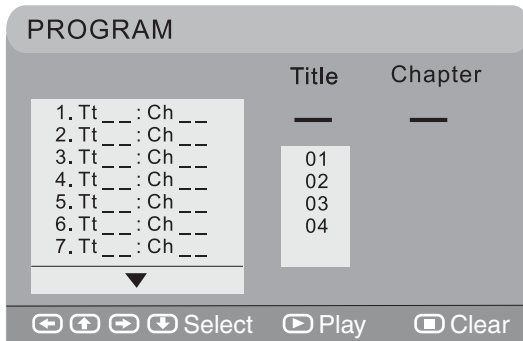 PROGRAM
Title Chapter
1. Tt _ _ : Ch _ _
2. Tt _ _ : Ch _ _
3. Tt _ _ : Ch _ _
4. Tt _ _ : Ch _ _
5. Tt _ _ : Ch _ _
6. Tt _ _ : Ch _ _
7. Tt _ _ : Ch _ _
01
02
03
04
Select Play Clear